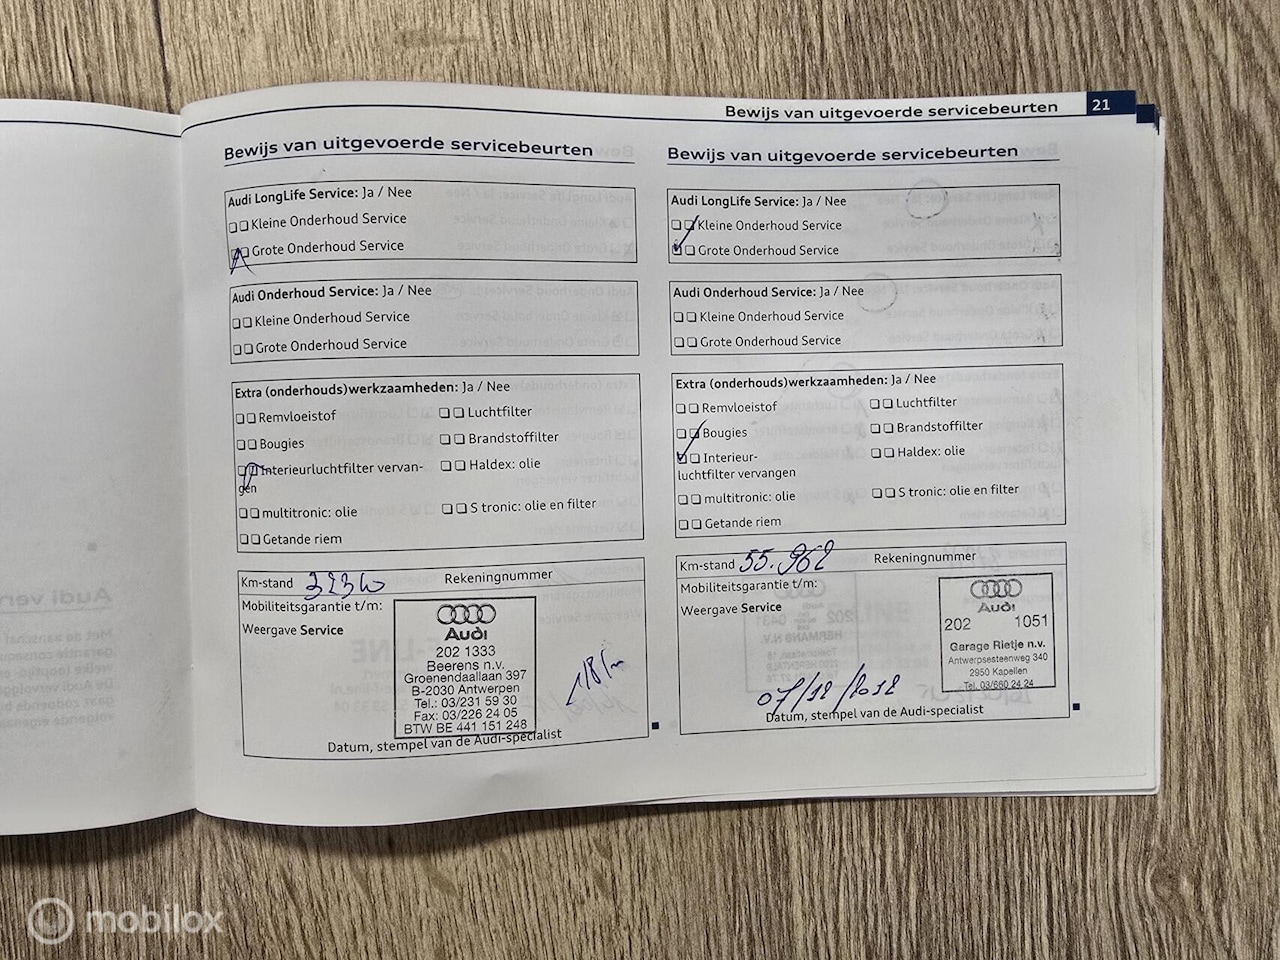 Bewijs van uitgevoerde servicebeurten 21
Bewijs van uitgevoerde servicebeurten
Audi LongLife Service: Ja / Nee
Kleine Onderhoud Service
Grote Onderhoud Service
Audi Onderhoud Service: Ja / Nee
Kleine Onderhoud Service
Grote Onderhoud Service
Extra (onderhouds)werkzaamheden: Ja / Nee
Remvloeistof
Luchtfilter
Bougies
Brandstoffilter
Interieurluchtfilter vervan-
gen
Haldex: olie
multitronic: olie
S tronic: olie en filter
Getande riem
Km-stand
Rekeningnummer
Mobiliteitsgarantie t/m:
Weergave Service
Audi
202 1333
Beerens n.v.
Groenendaallaan 397
B-2030 Antwerpen
Tel.: 03/231 59 30
Fax: 03/226 24 05
BTW BE 441 151 248
Datum, stempel van de Audi-specialist
Bewijs van uitgevoerde servicebeurten
Audi LongLife Service: Ja / Nee
Kleine Onderhoud Service
Grote Onderhoud Service
Audi Onderhoud Service: Ja / Nee
Kleine Onderhoud Service
Grote Onderhoud Service
Extra (onderhouds)werkzaamheden: Ja / Nee
Remvloeistof
Luchtfilter
Bougies
Brandstoffilter
Interieur-
luchtfilter vervangen
Haldex: olie
multitronic: olie
S tronic: olie en filter
Getande riem
Km-stand 55.962
Rekeningnummer
Mobiliteitsgarantie t/m:
Weergave Service
Audi
202 1051
Garage Rietje n.v.
Antwerpsesteenweg 340
2950 Kapellen
Tel. 03/660 24 24
07/12/2012
Datum, stempel van de Audi-specialist
mobilox